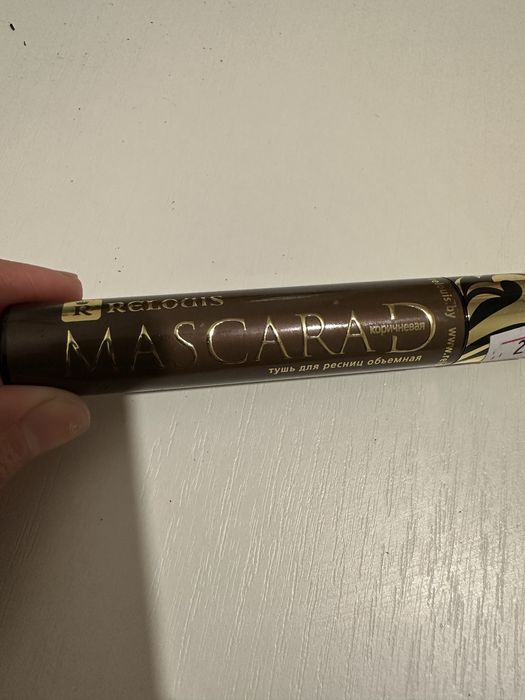 R RELOUIS
MASCARAD
коричневая
тушь для ресниц объемная